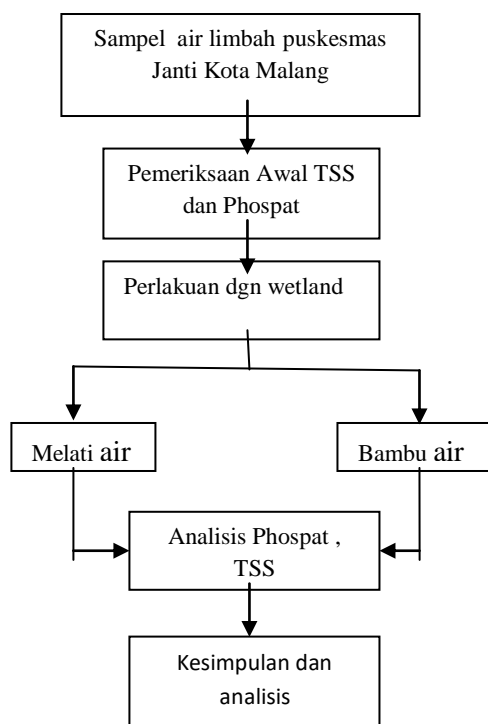 Sampel air limbah puskesmas
Janti Kota Malang
Pemeriksaan Awal TSS
dan Phospat
Perlakuan dgn wetland
Melati air
Bambu air
Analisis Phospat ,
TSS
Kesimpulan dan
analisis